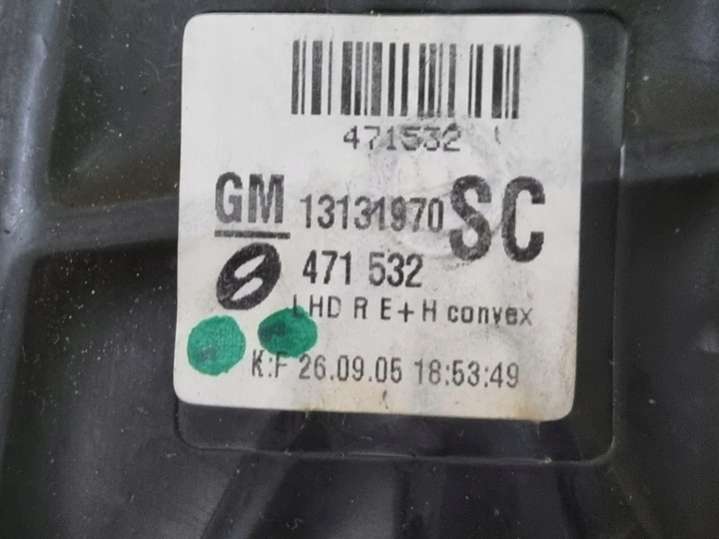 471532
GM 13131970 SC
471 532
LHD R E+H convex
K:F 26.09.05 18:53:49